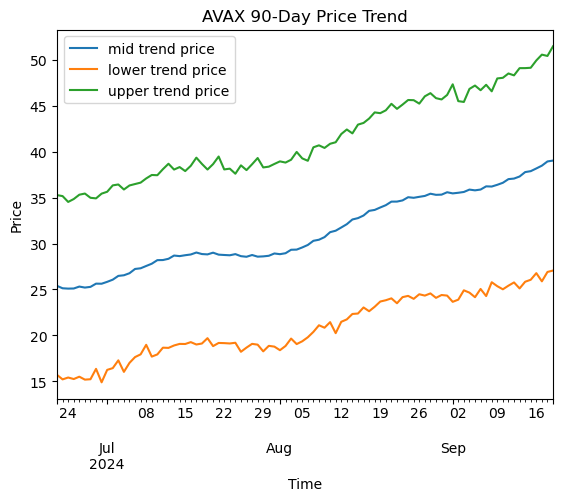 AVAX 90-Day Price Trend
mid trend price
lower trend price
upper trend price
Price
50
45
40
35
30
25
20
15
24 08 15 22 29 05 12 19 26 02 09 16
Jul Aug Sep
2024
Time